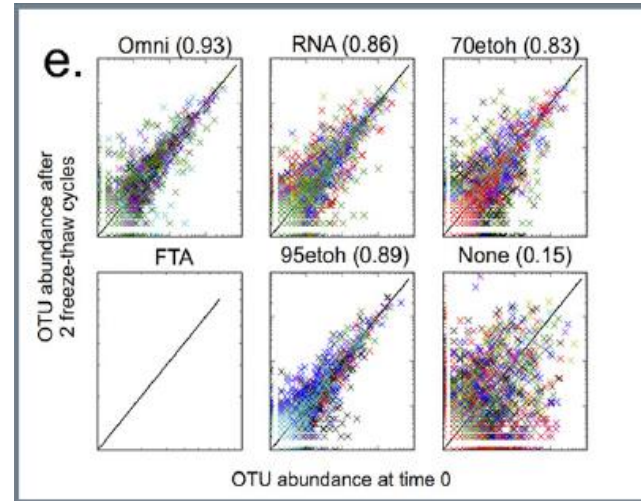 e.
Omni (0.93)
RNA (0.86)
70etoh (0.83)
OTU abundance after
2 freeze-thaw cycles
FTA
95etoh (0.89)
None (0.15)
OTU abundance at time 0